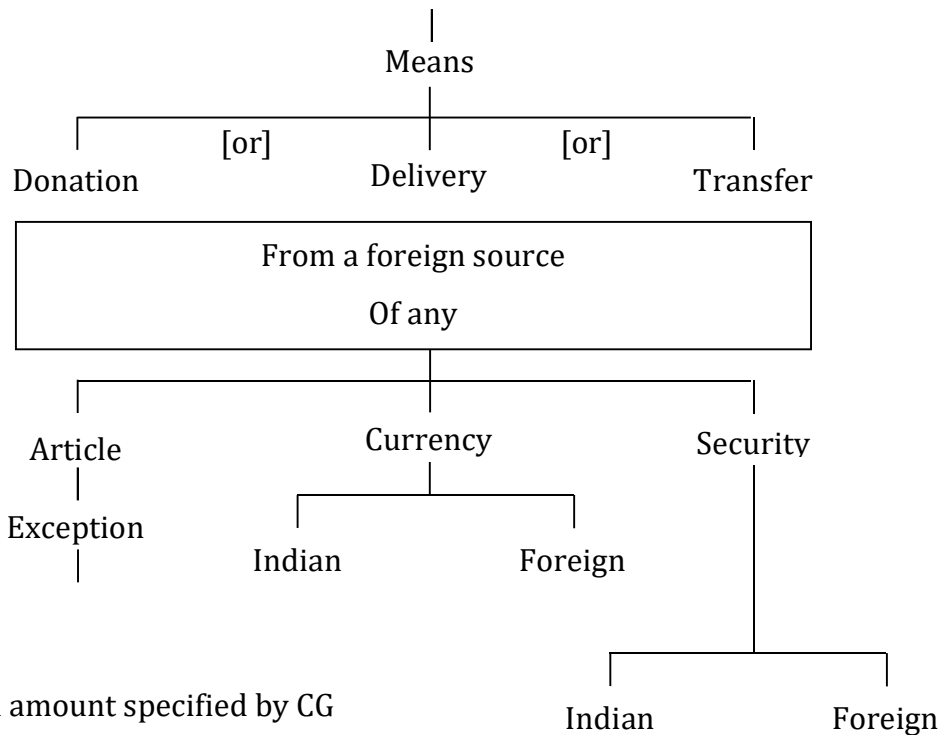 Means
[or] [or]
Donation Delivery Transfer
From a foreign source
Of any
Article Currency Security
Exception
Indian Foreign
amount specified by CG
Indian Foreign